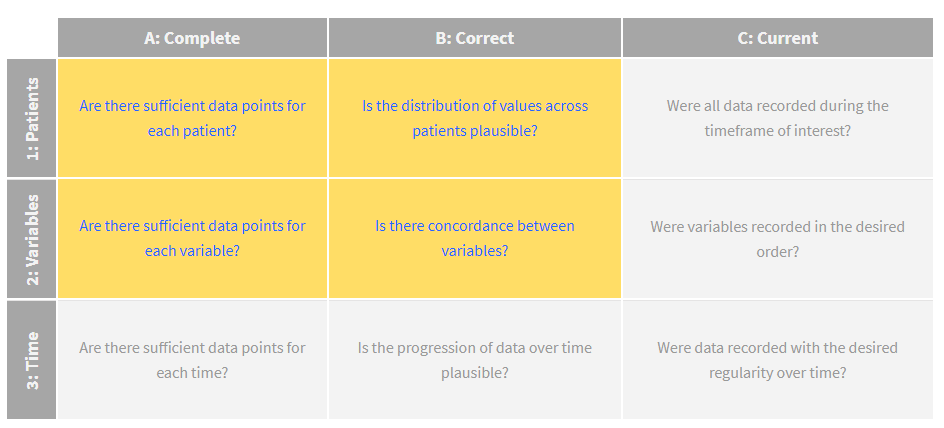 A: Complete
B: Correct
C: Current
1: Patients
Are there sufficient data points for
each patient?
Is the distribution of values across
patients plausible?
Were all data recorded during the
timeframe of interest?
2: Variables
Are there sufficient data points for
each variable?
Is there concordance between
variables?
Were variables recorded in the desired
order?
3: Time
Are there sufficient data points for
each time?
Is the progression of data over time
plausible?
Were data recorded with the desired
regularity over time?